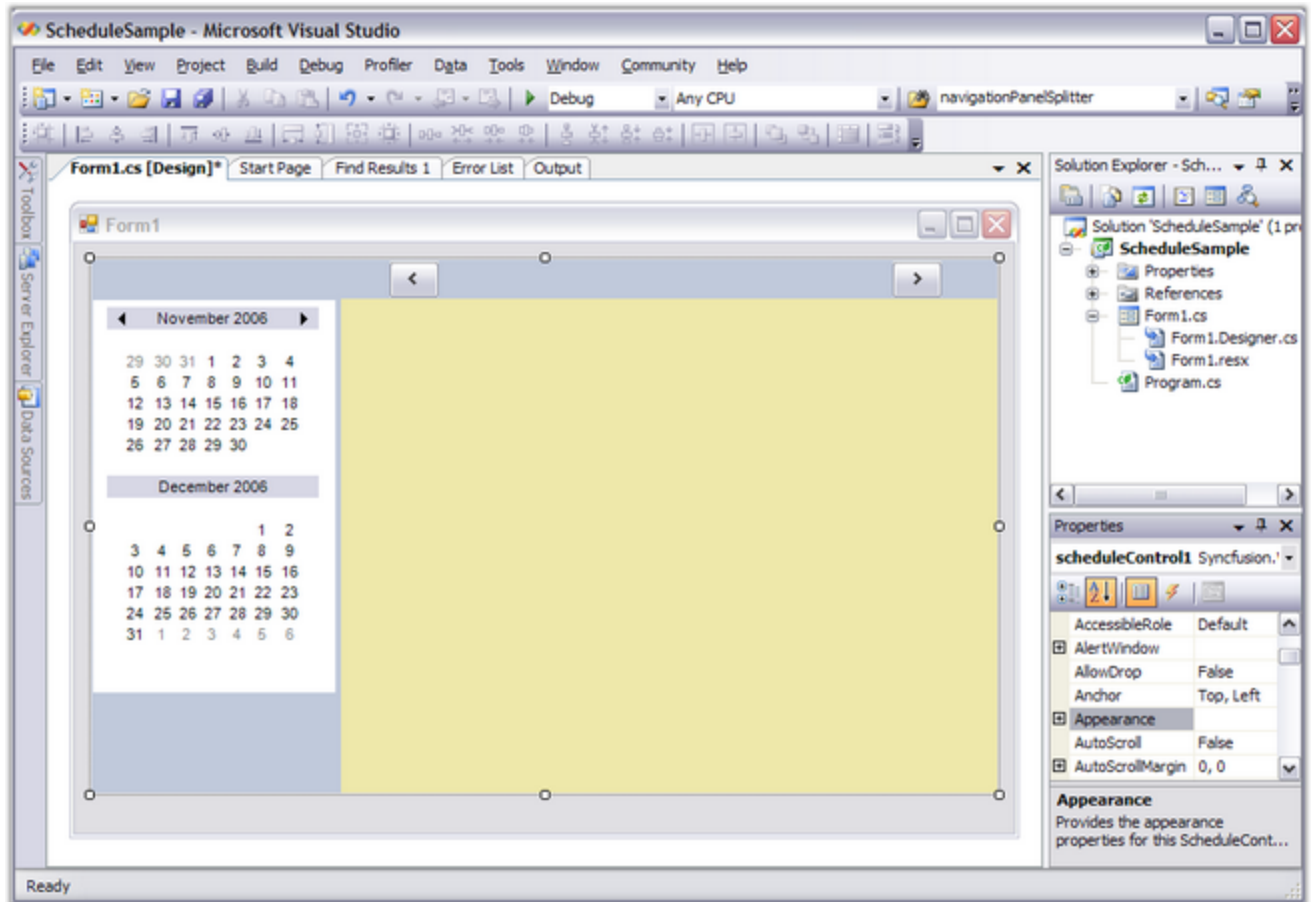 ScheduleSample - Microsoft Visual Studio
File Edit View Project Build Debug Profiler Data Tools Window Community Help
Debug Any CPU navigationPanelSplitter
Form1.cs [Design]* Start Page Find Results 1 Error List Output
Toolbox
Server Explorer
Data Sources
Form1
< >
November 2006
29 30 31 1 2 3 4
5 6 7 8 9 10 11
12 13 14 15 16 17 18
19 20 21 22 23 24 25
26 27 28 29 30
December 2006
1 2
3 4 5 6 7 8 9
10 11 12 13 14 15 16
17 18 19 20 21 22 23
24 25 26 27 28 29 30
31 1 2 3 4 5 6
Solution Explorer - Sch...
Solution 'ScheduleSample' (1 pro
ScheduleSample
Properties
References
Form1.cs
Form1.Designer.cs
Form1.resx
Program.cs
Properties
scheduleControl1 Syncfusion.
AccessibleRole Default
AlertWindow
AllowDrop False
Anchor Top, Left
Appearance
AutoScroll False
AutoScrollMargin 0, 0
Appearance
Provides the appearance
properties for this ScheduleCont...
Ready